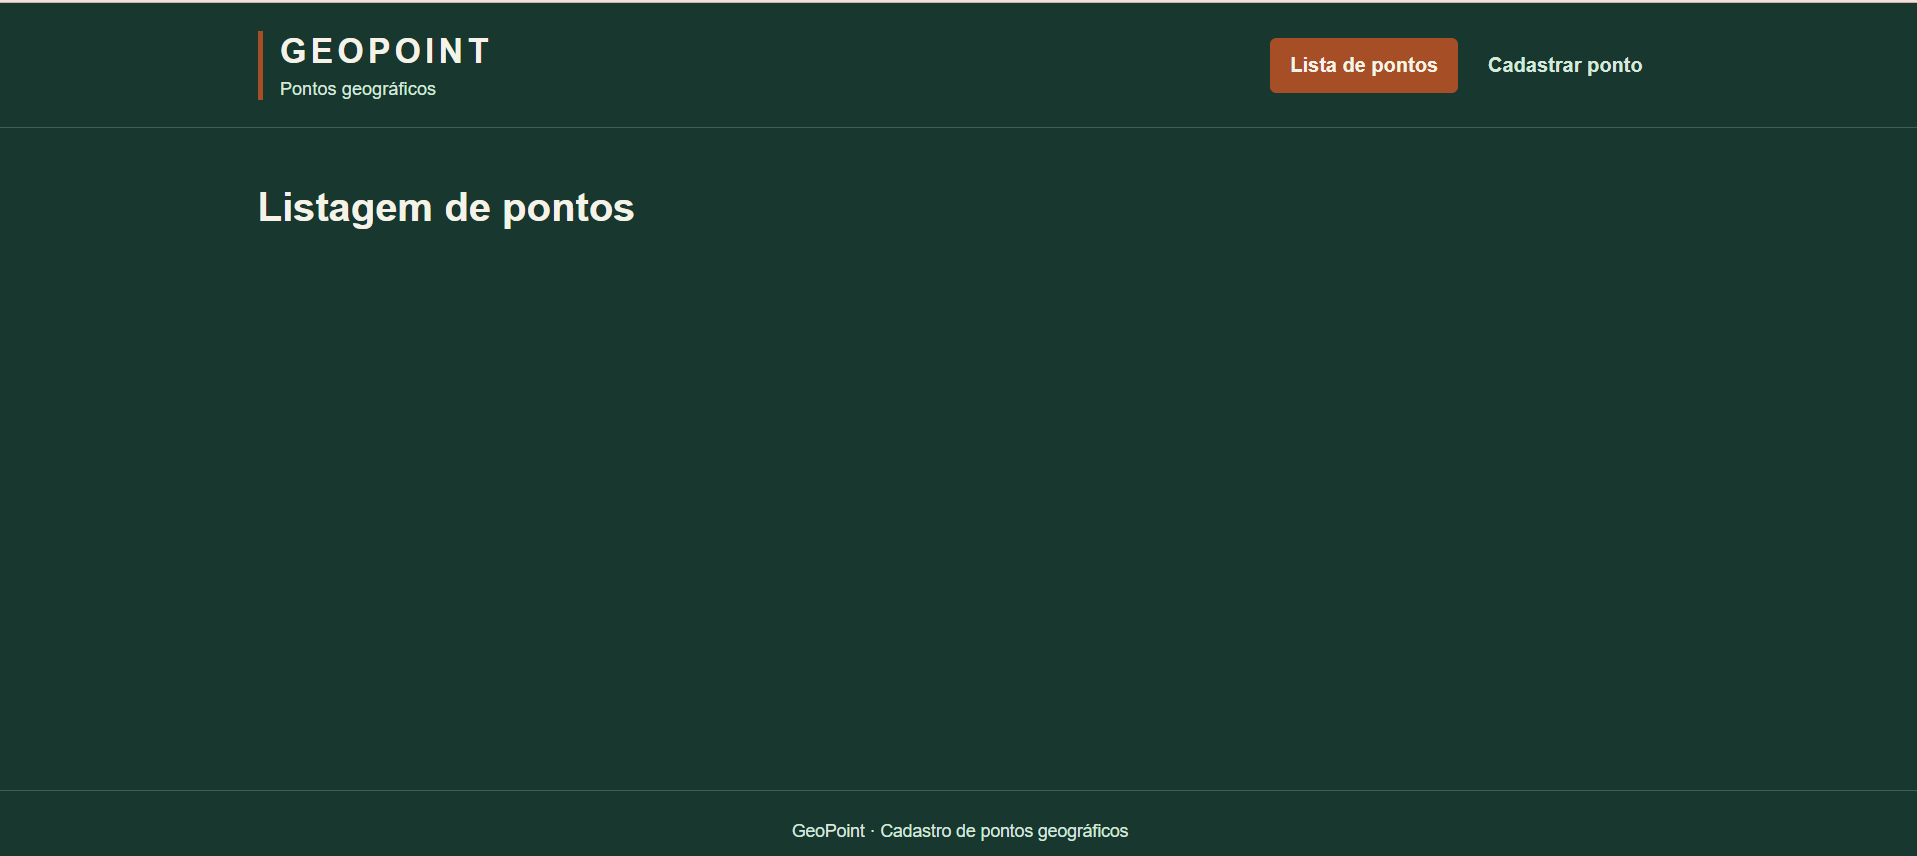 GEOPOINT
Pontos geográficos
Lista de pontos
Cadastrar ponto
Listagem de pontos
GeoPoint · Cadastro de pontos geográficos